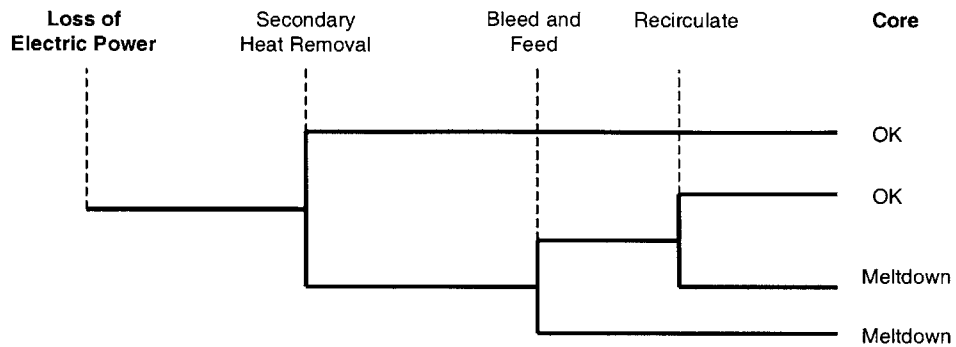 Loss of
Electric Power
Secondary
Heat Removal
Bleed and
Feed
Recirculate
Core
OK
OK
Meltdown
Meltdown